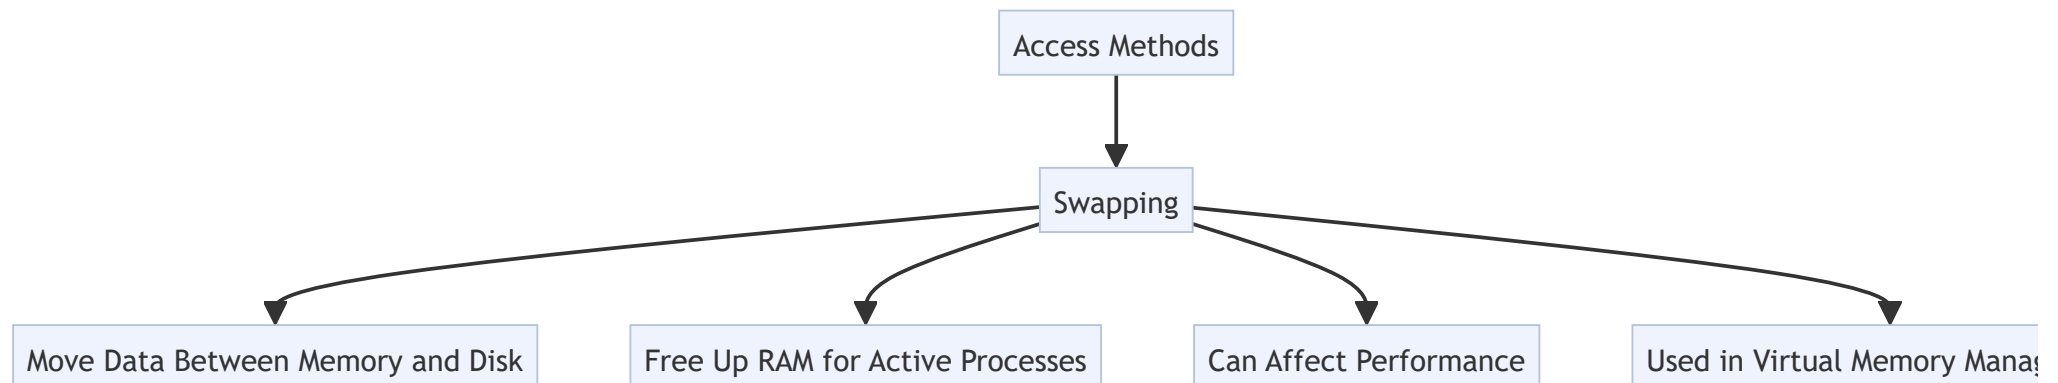 Access Methods
Swapping
Move Data Between Memory and Disk
Free Up RAM for Active Processes
Can Affect Performance
Used in Virtual Memory